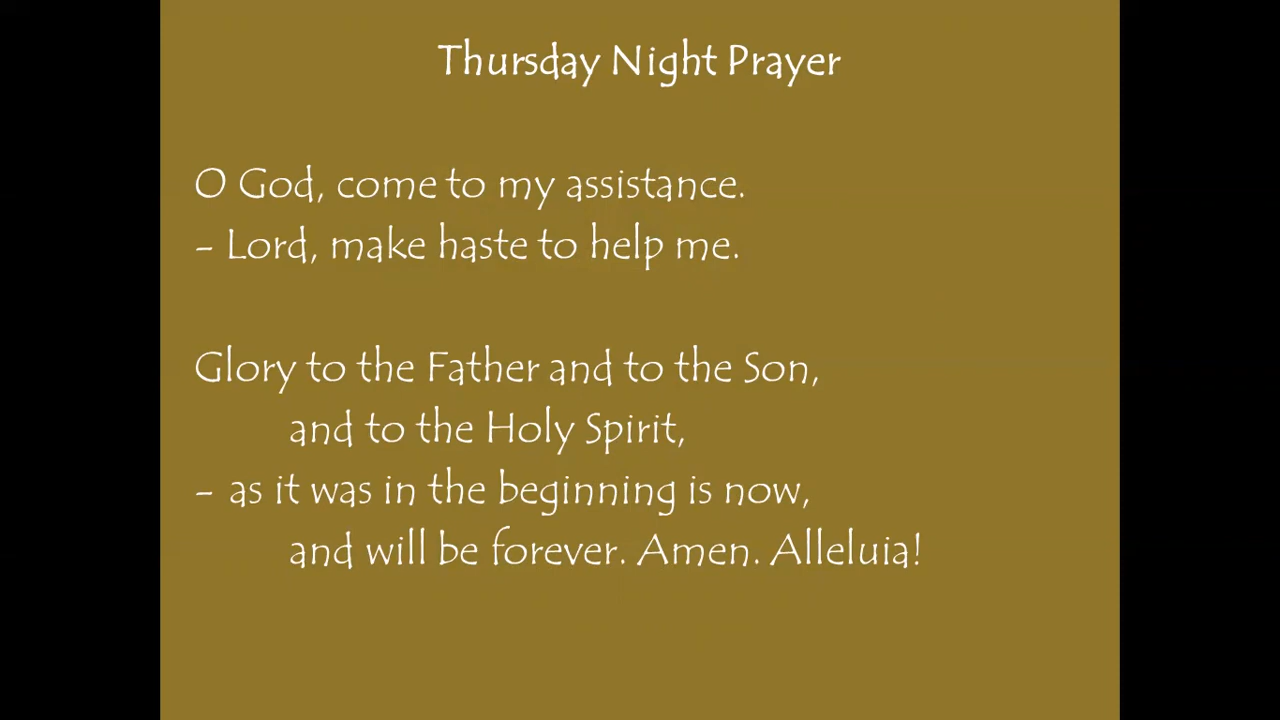 Thursday Night Prayer
O God, come to my assistance.
- Lord, make haste to help me.
Glory to the Father and to the Son,
and to the Holy Spirit,
- as it was in the beginning is now,
and will be forever. Amen. Alleluia!